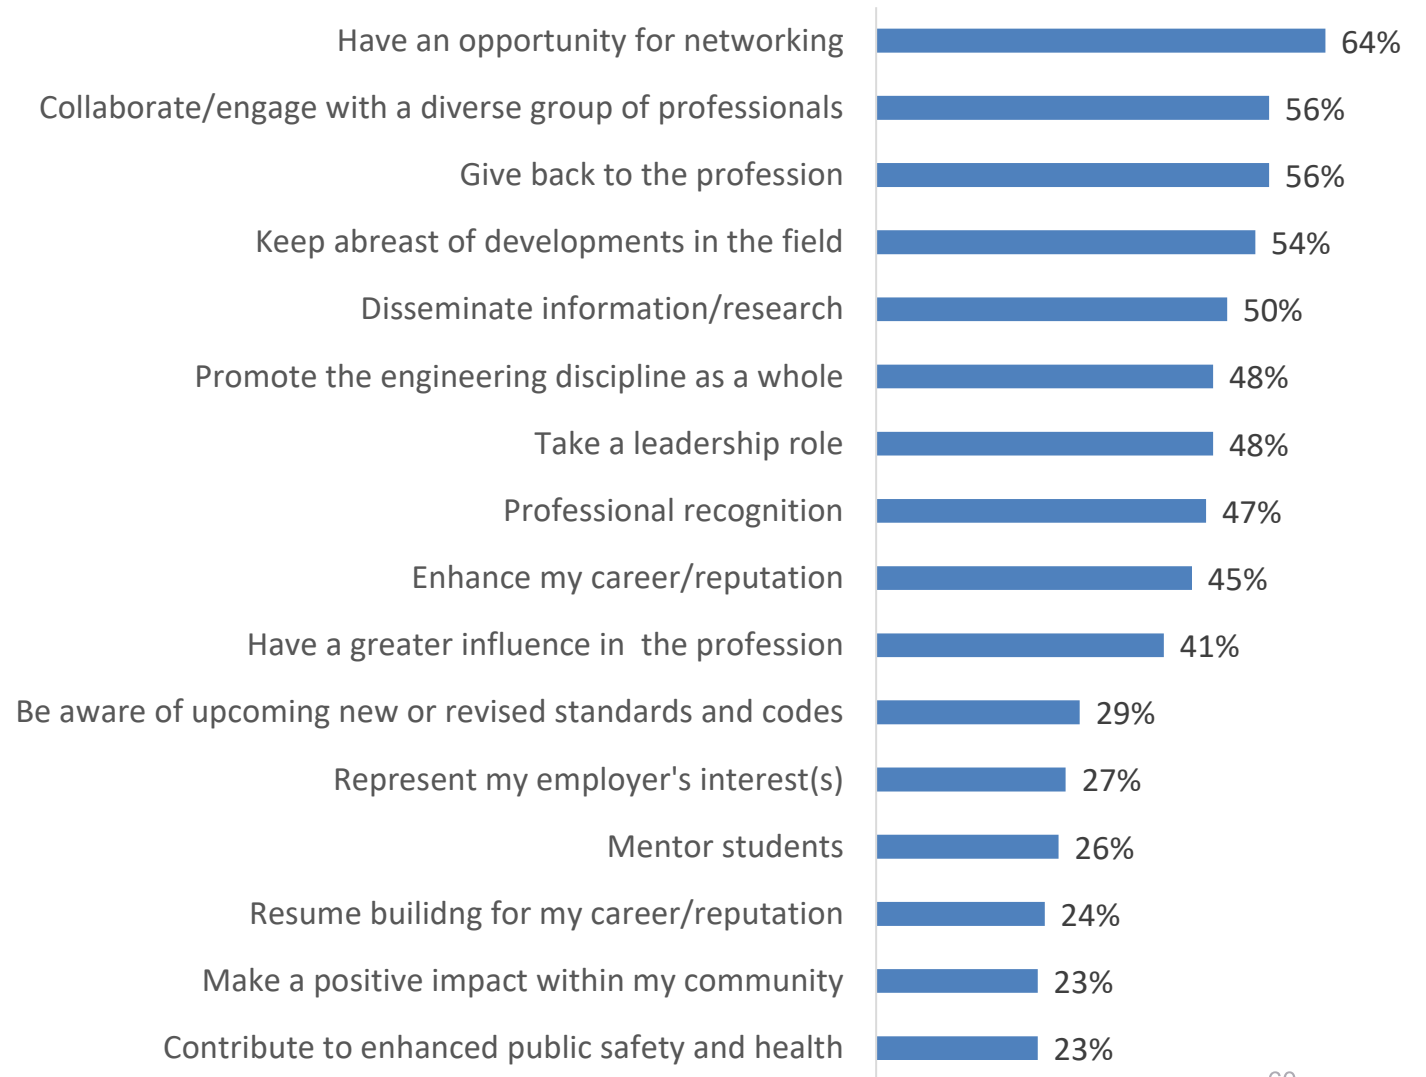 Have an opportunity for networking 64%
Collaborate/engage with a diverse group of professionals 56%
Give back to the profession 56%
Keep abreast of developments in the field 54%
Disseminate information/research 50%
Promote the engineering discipline as a whole 48%
Take a leadership role 48%
Professional recognition 47%
Enhance my career/reputation 45%
Have a greater influence in  the profession 41%
Be aware of upcoming new or revised standards and codes 29%
Represent my employer's interest(s) 27%
Mentor students 26%
Resume builidng for my career/reputation 24%
Make a positive impact within my community 23%
Contribute to enhanced public safety and health 23%